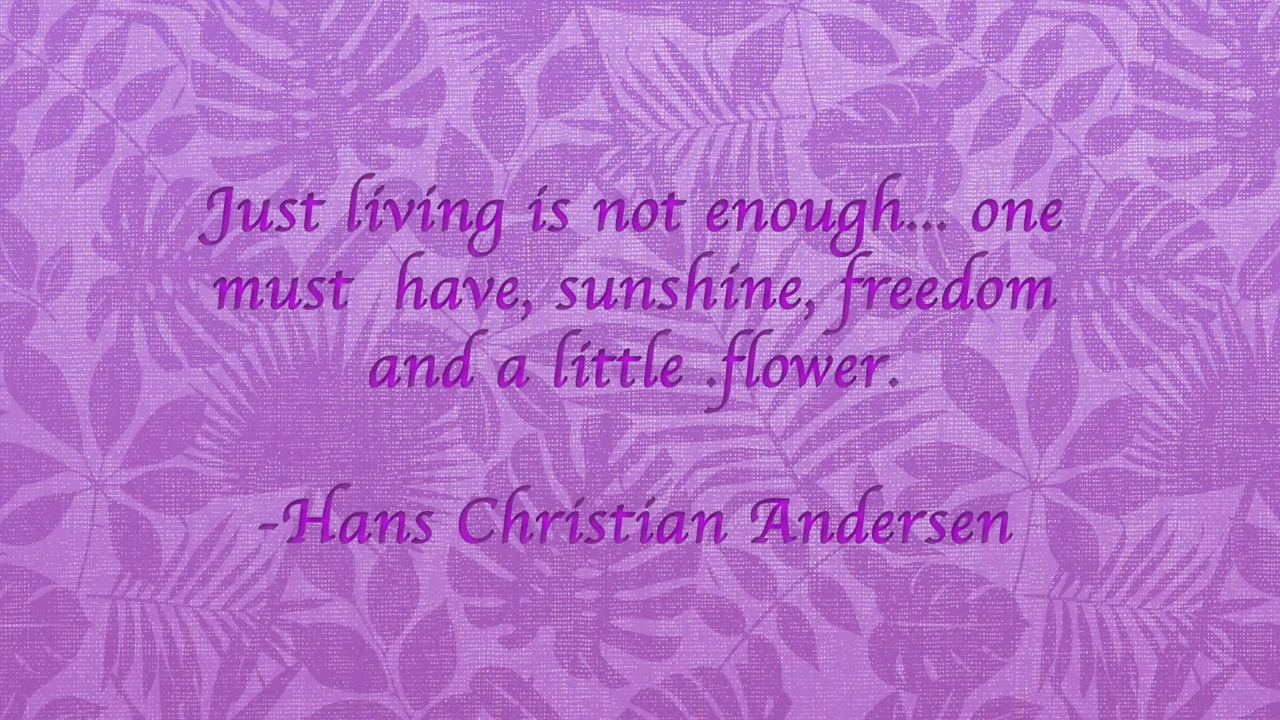 Just living is not enough... one
must have, sunshine, freedom
and a little .flower.
-Hans Christian Andersen